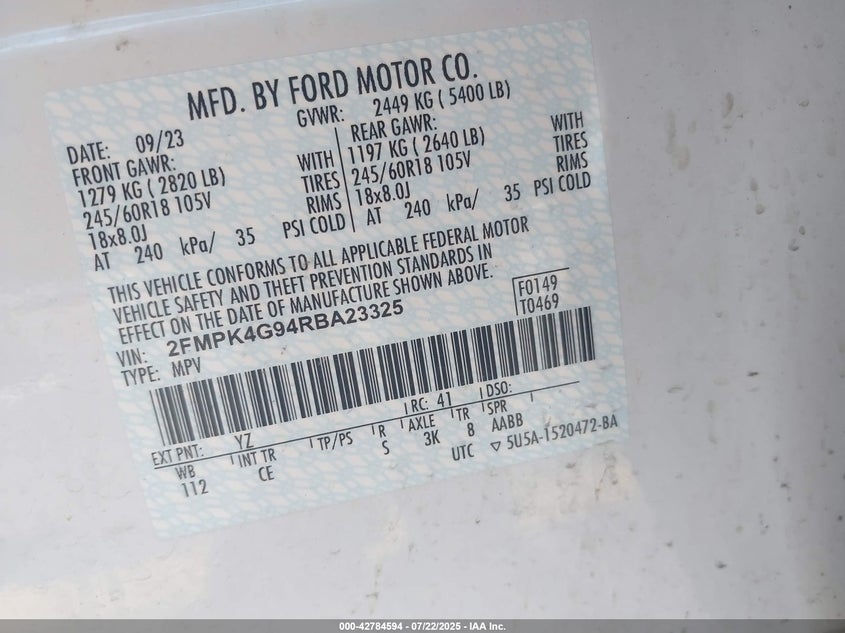 MFD. BY FORD MOTOR CO.
DATE: 09/23
GVWR: 2449 KG ( 5400 LB)
FRONT GAWR:
1279 KG ( 2820 LB) WITH
245/60R18 105V TIRES
18x8.0J RIMS
AT 240 kPa/ 35 PSI COLD
REAR GAWR:
1197 KG ( 2640 LB) WITH
245/60R18 105V TIRES
18x8.0J RIMS
AT 240 kPa/ 35 PSI COLD
THIS VEHICLE CONFORMS TO ALL APPLICABLE FEDERAL MOTOR
VEHICLE SAFETY AND THEFT PREVENTION STANDARDS IN
EFFECT ON THE DATE OF MANUFACTURE SHOWN ABOVE.
VIN: 2FMPK4G94RBA23325
TYPE: MPV
F0149
T0469
EXT PNT: YZ RC: 41 DSO:
WB INT TR TP/PS R AXLE TR SPR
112 CE S 3K 8 AABB
UTC ▽ 5U5A-1520472-BA
000-42784594 - 07/22/2025 - IAA Inc.